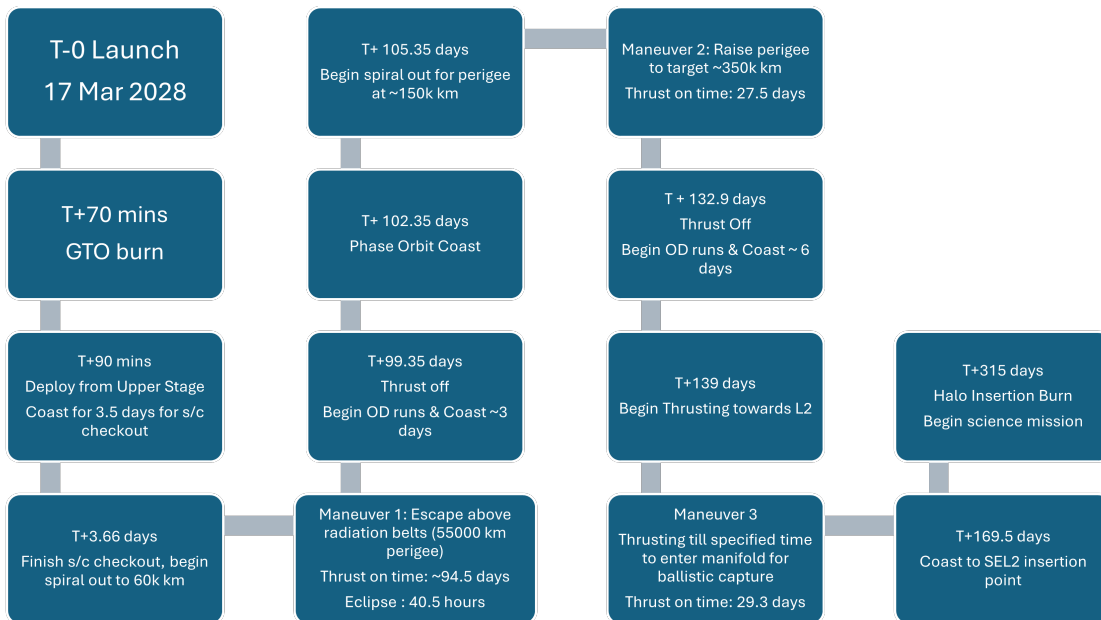 T-0 Launch
17 Mar 2028
T+70 mins
GTO burn
T+90 mins
Deploy from Upper Stage
Coast for 3.5 days for s/c
checkout
T+3.66 days
Finish s/c checkout, begin
spiral out to 60k km
Maneuver 1: Escape above
radiation belts (55000 km
perigee)
Thrust on time: ~94.5 days
Eclipse : 40.5 hours
T+99.35 days
Thrust off
Begin OD runs & Coast ~3
days
T+ 102.35 days
Phase Orbit Coast
T+ 105.35 days
Begin spiral out for perigee
at ~150k km
Maneuver 2: Raise perigee
to target ~350k km
Thrust on time: 27.5 days
T + 132.9 days
Thrust Off
Begin OD runs & Coast ~ 6
days
T+139 days
Begin Thrusting towards L2
Maneuver 3
Thrusting till specified time
to enter manifold for
ballistic capture
Thrust on time: 29.3 days
T+169.5 days
Coast to SEL2 insertion
point
T+315 days
Halo Insertion Burn
Begin science mission